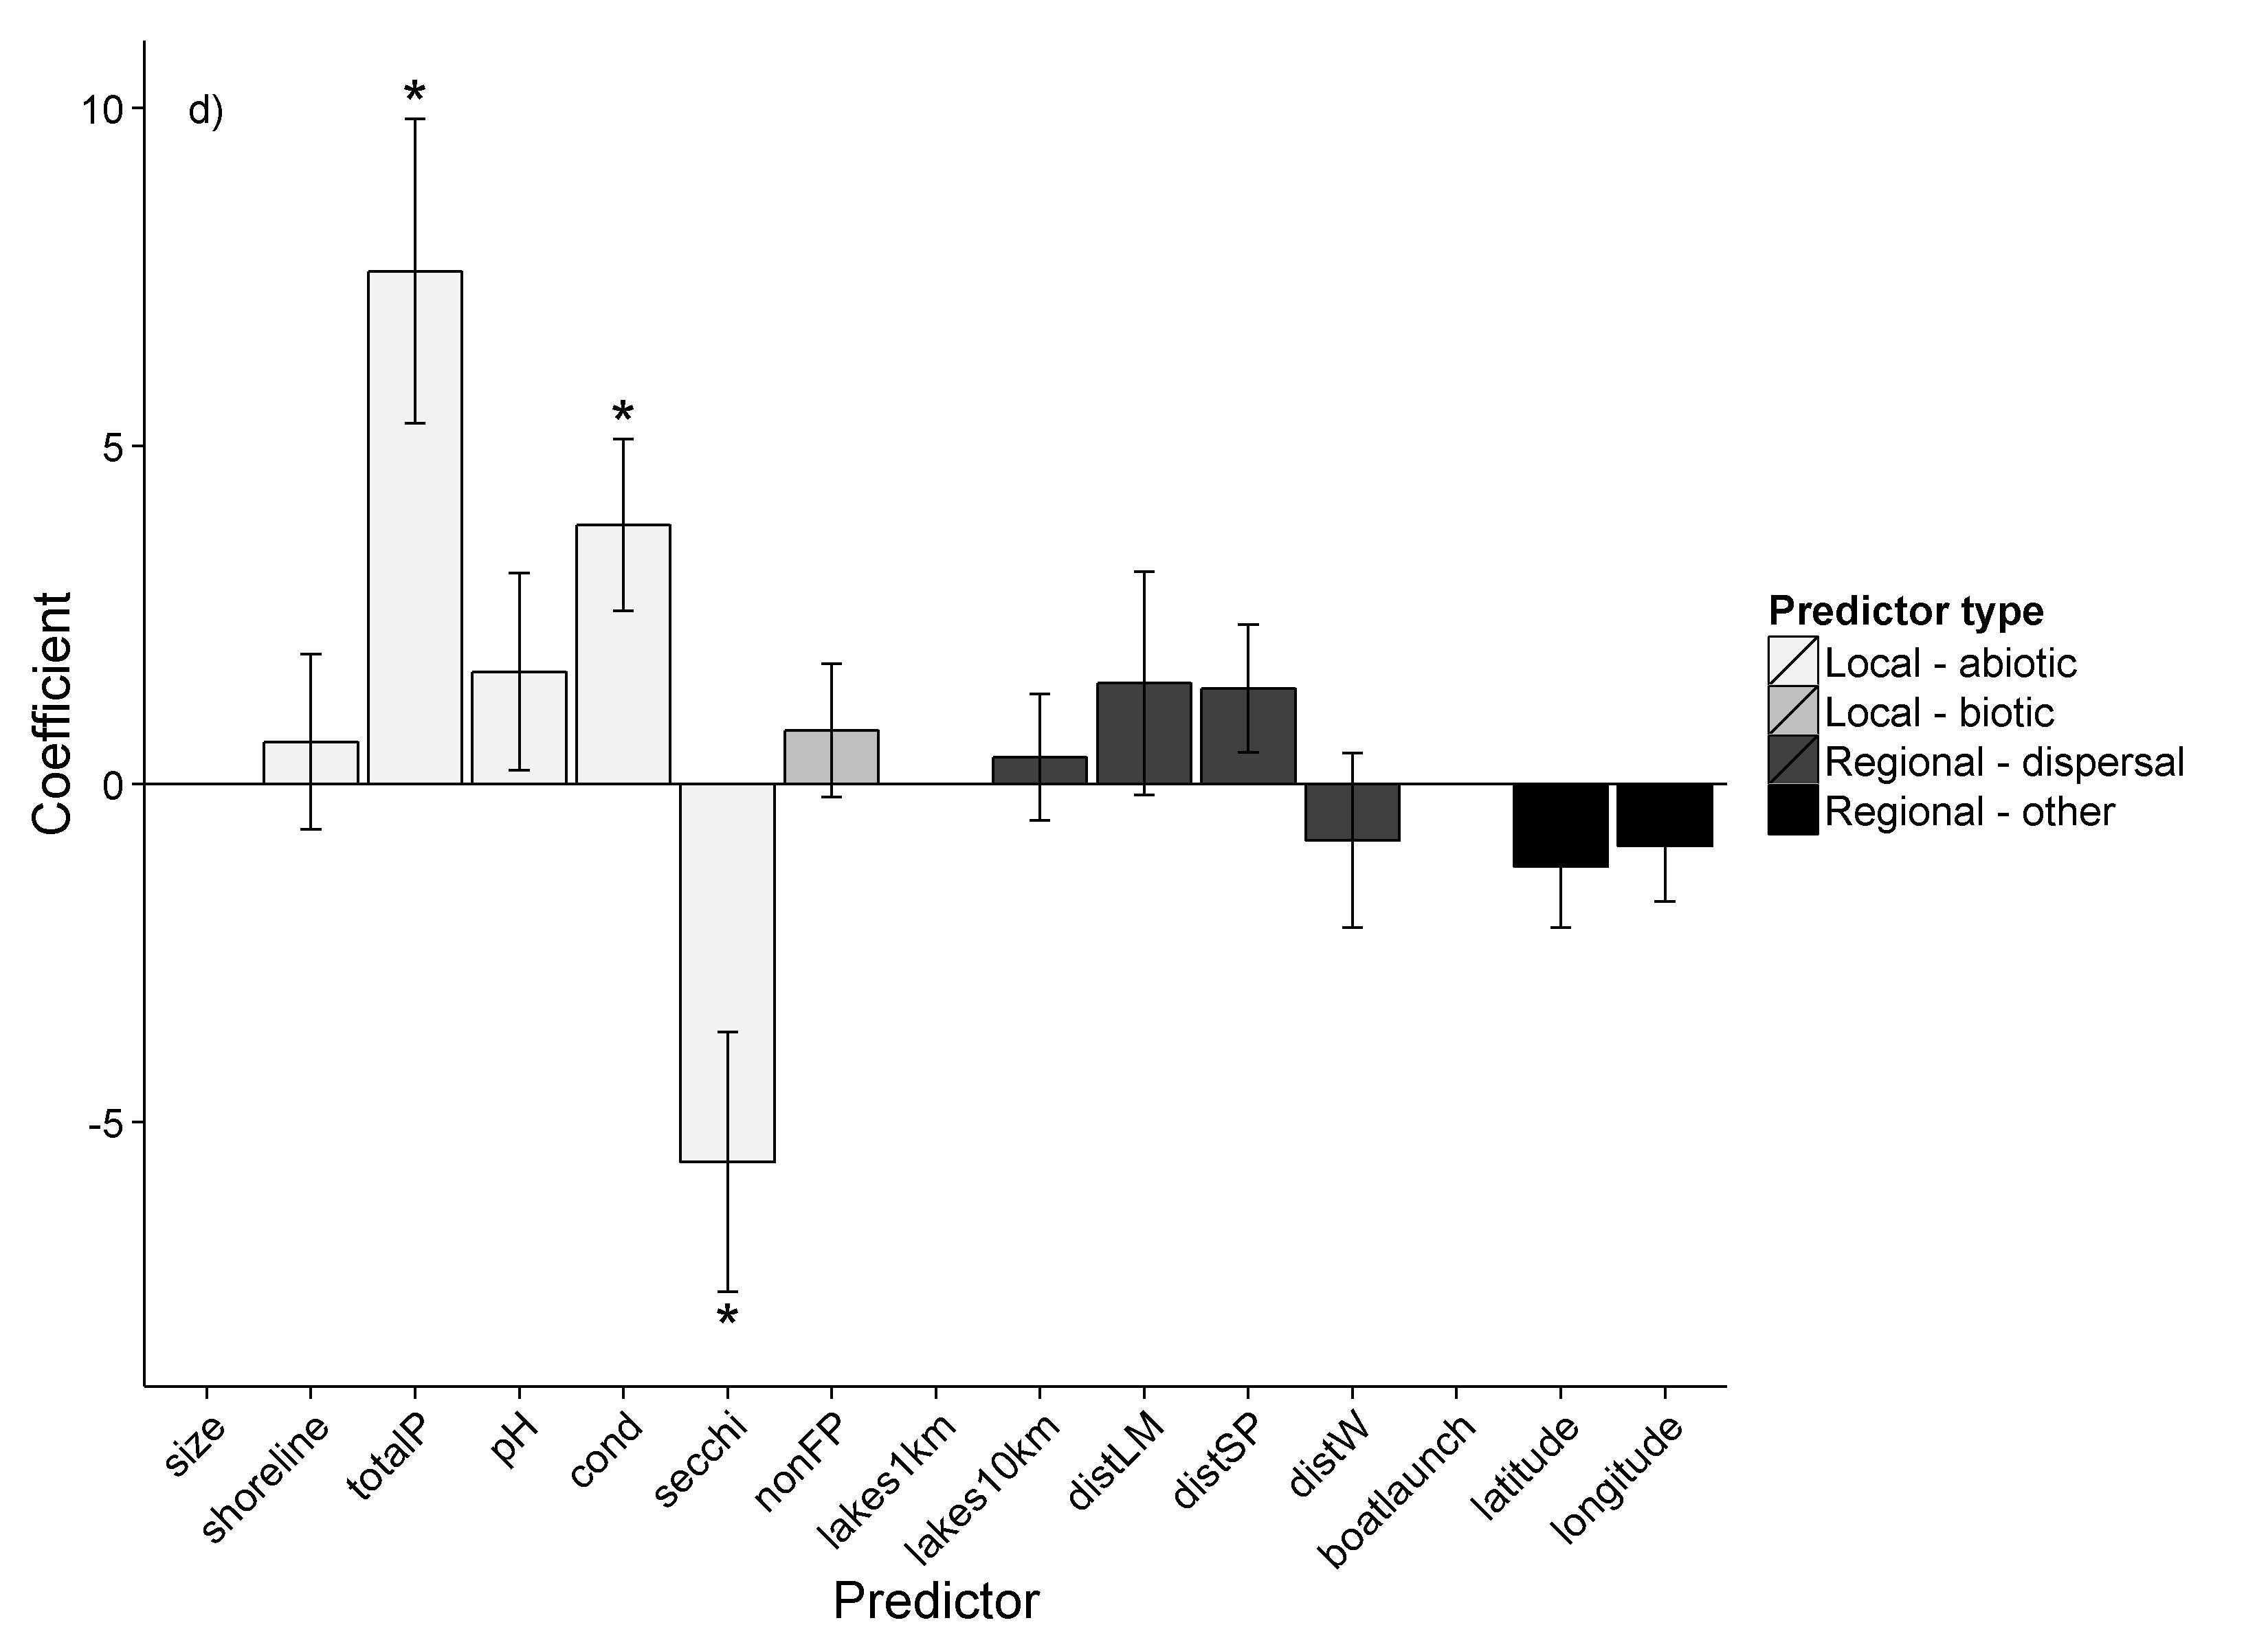 d)
*
*
*
10
5
0
-5
Coefficient
size
shoreline
totalP
pH
cond
secchi
nonFP
lakes1km
lakes10km
distLM
distSP
distW
boatlaunch
latitude
longitude
Predictor
Predictor type
Local - abiotic
Local - biotic
Regional - dispersal
Regional - other